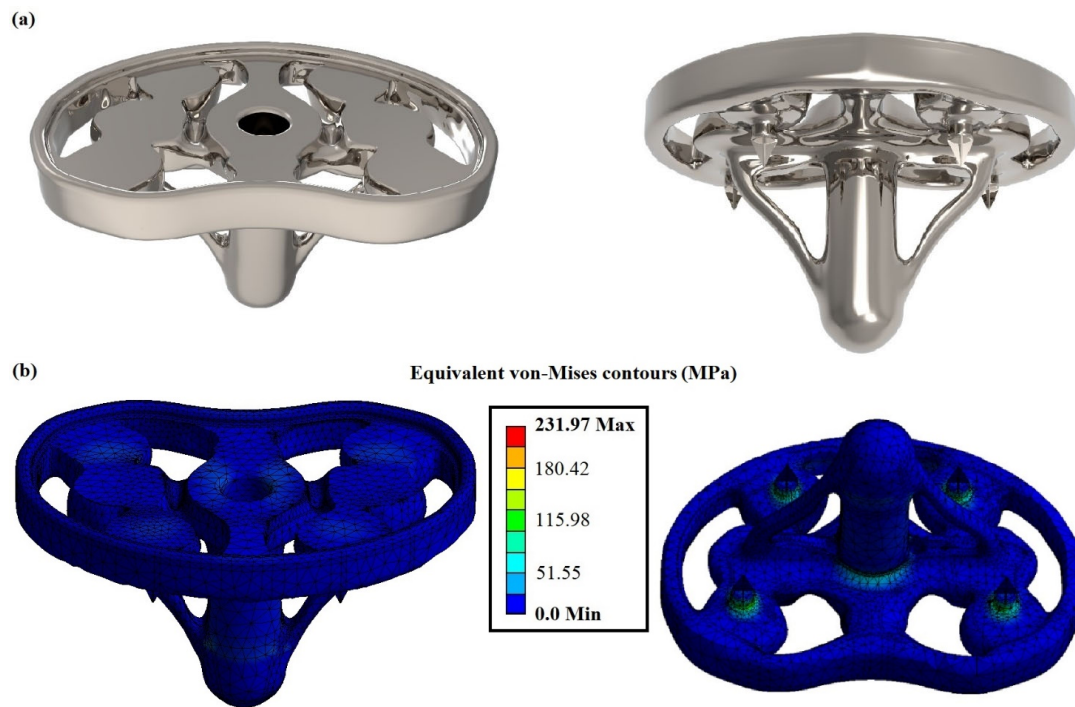 (a)
(b)
Equivalent von-Mises contours (MPa)
231.97 Max
180.42
115.98
51.55
0.0 Min